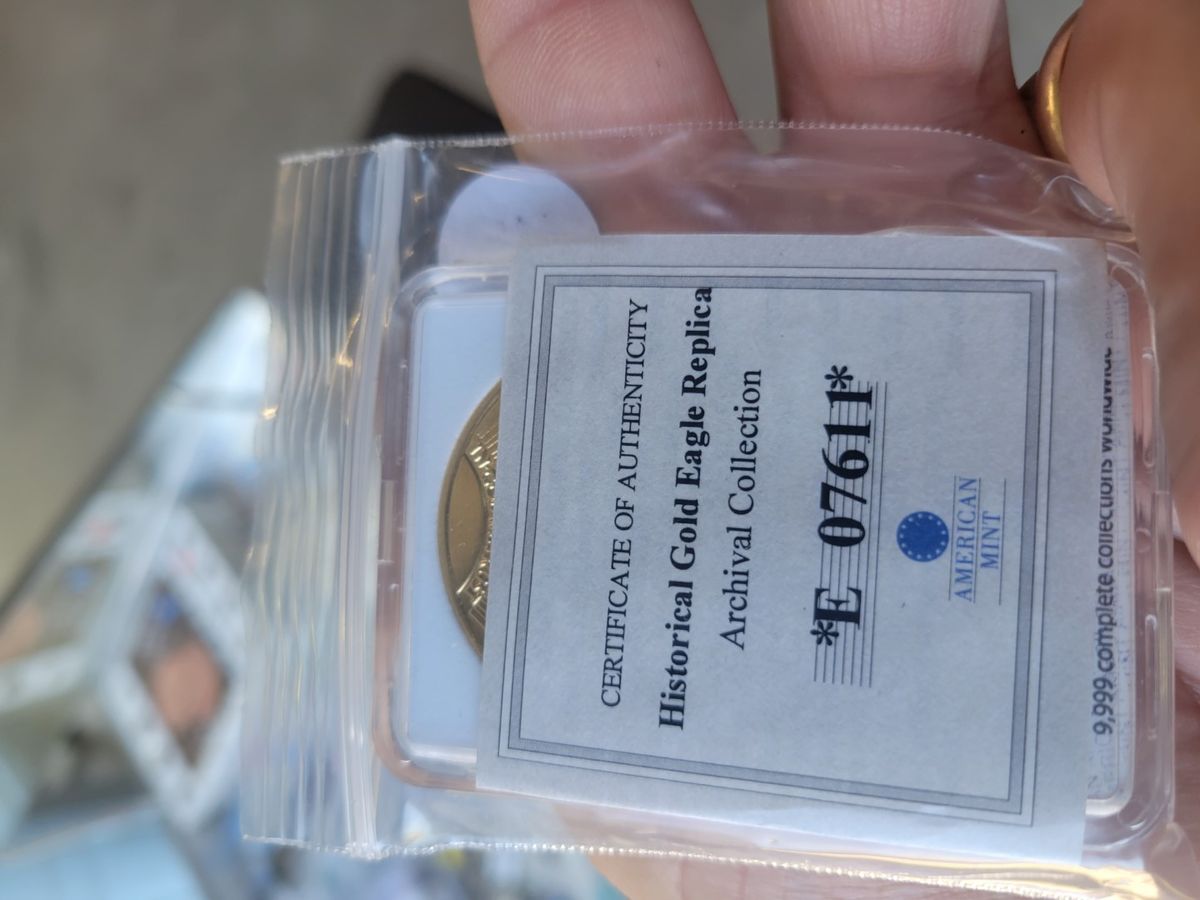 CERTIFICATE OF AUTHENTICITY
Historical Gold Eagle Replica
Archival Collection
*E 07611*
AMERICAN
MINT
9,999 complete collections worldwide